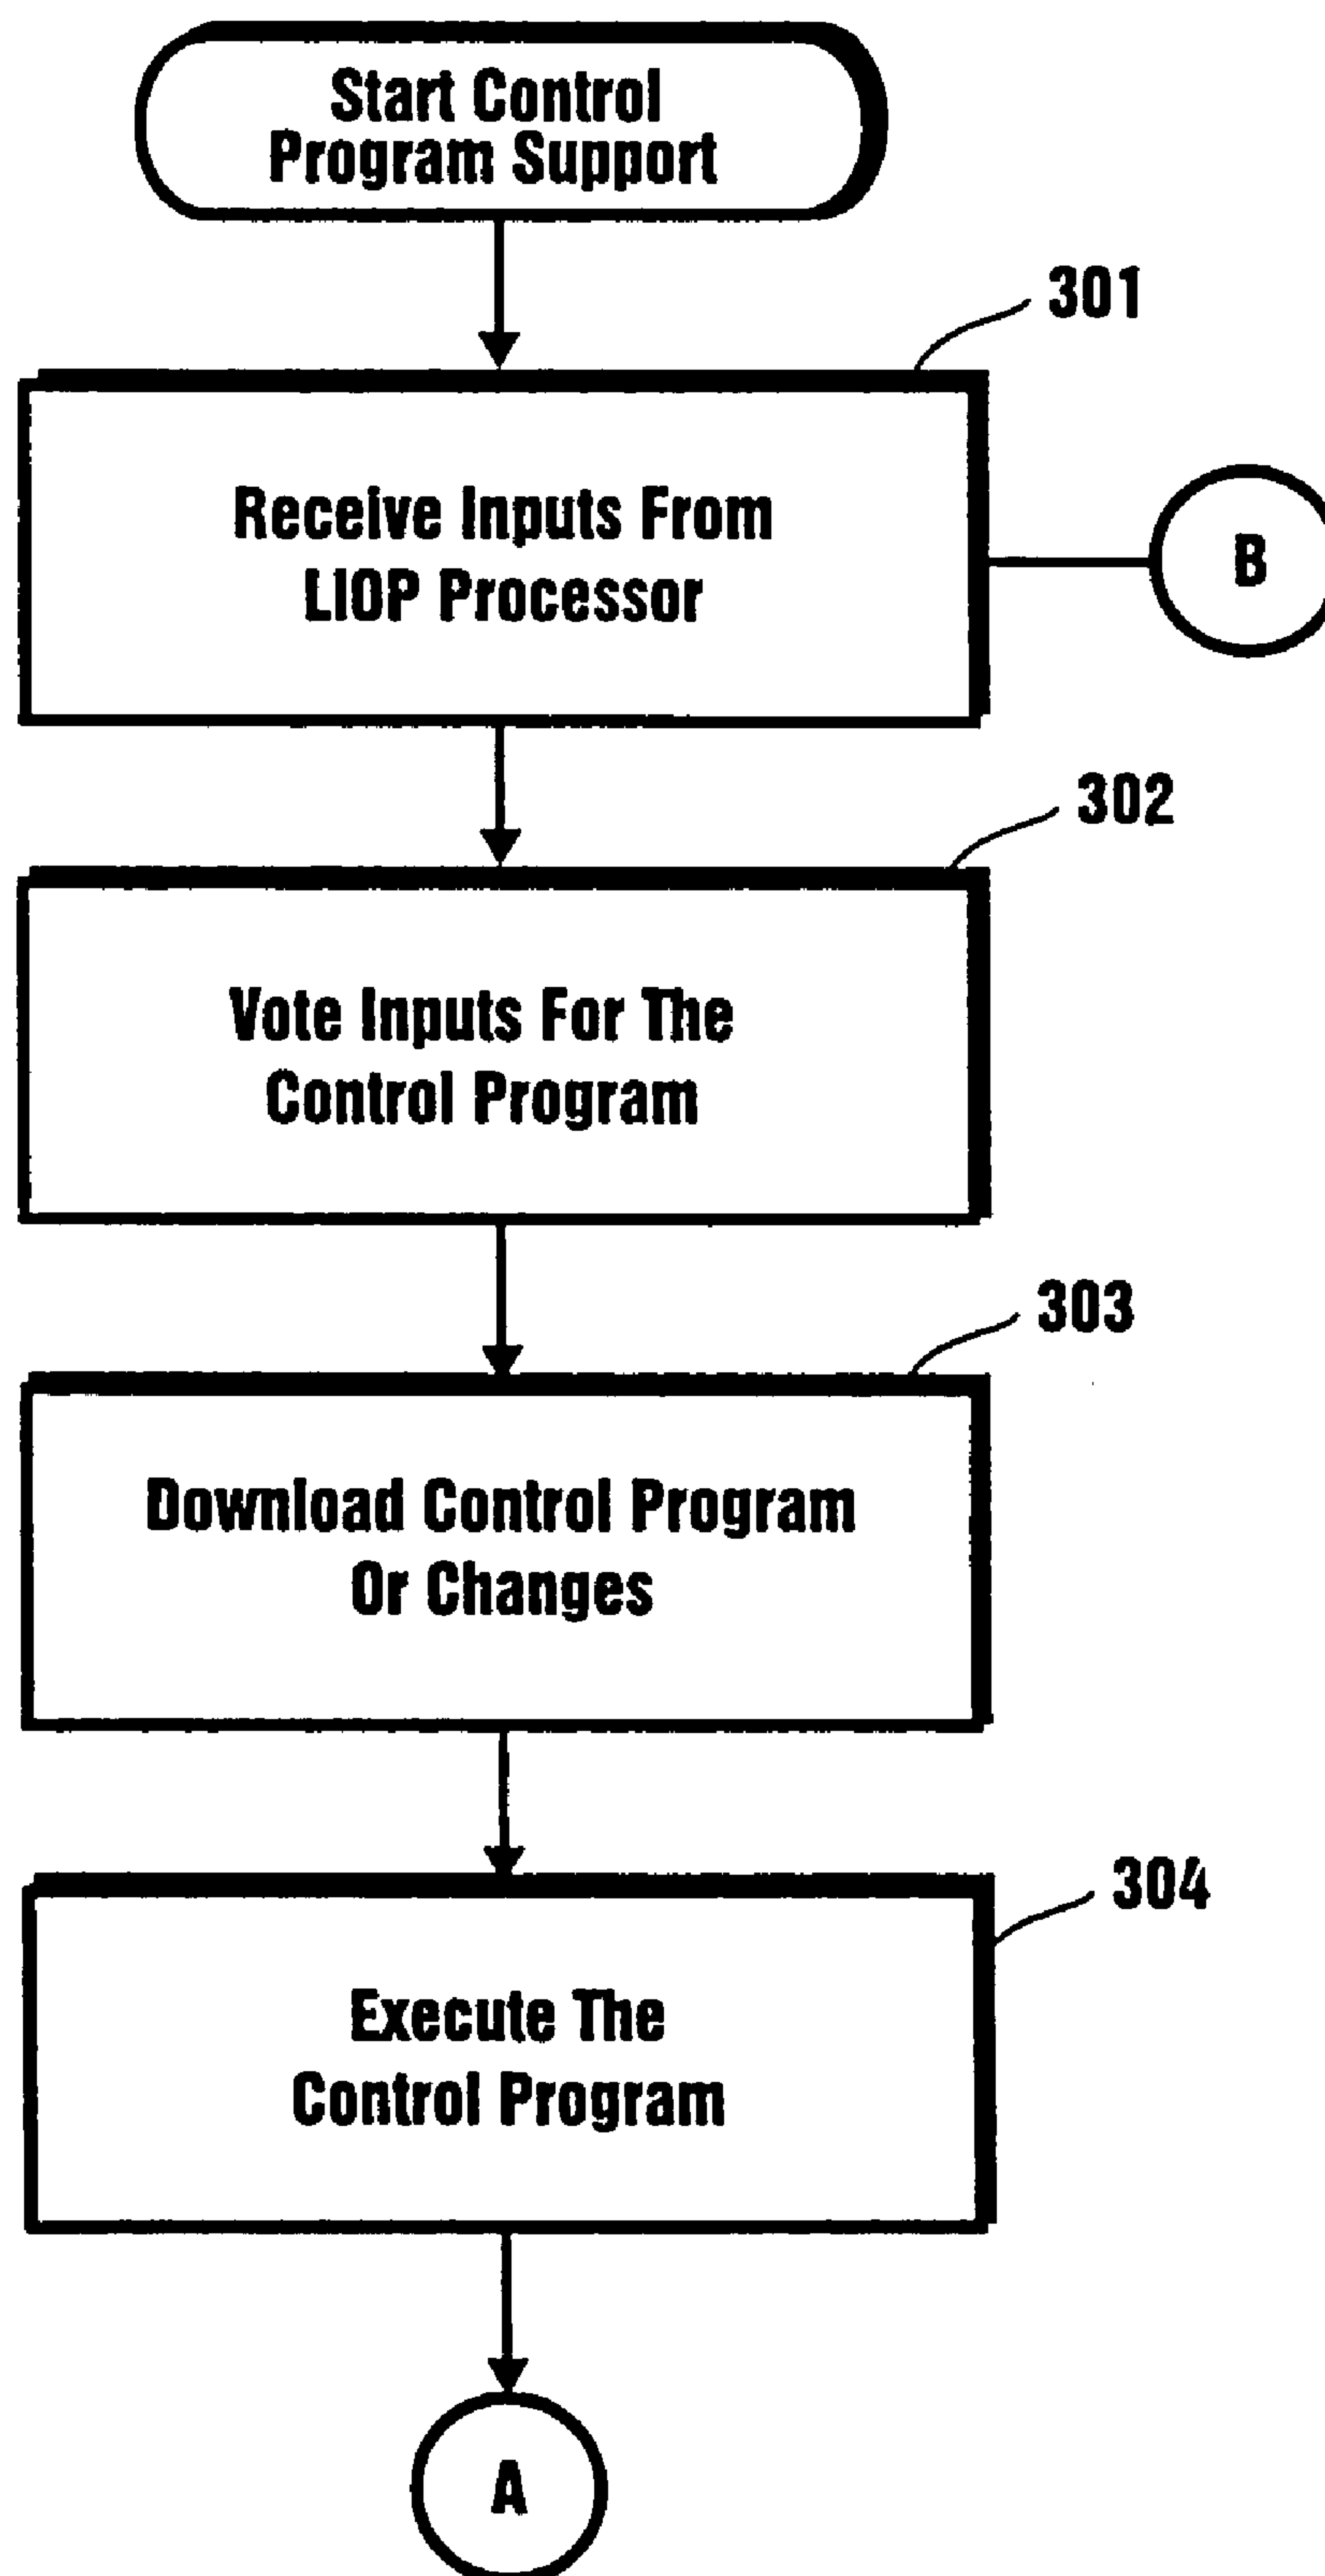 Start Control
Program Support
301
Receive Inputs From
LIOP Processor
B
302
Vote Inputs For The
Control Program
303
Download Control Program
Or Changes
304
Execute The
Control Program
A